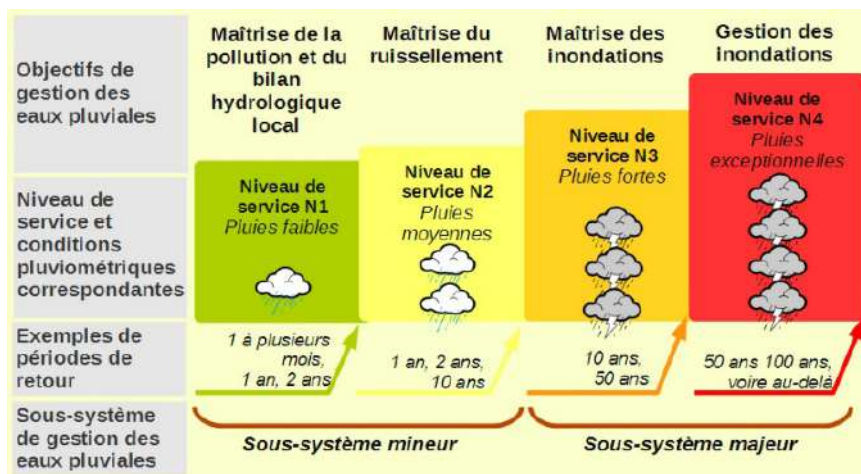 Objectifs de
gestion des
eaux pluviales
Maîtrise de la
pollution et du
bilan
hydrologique
local
Maîtrise du
ruissellement
Maîtrise des
inondations
Gestion des
inondations
Niveau de
service et
conditions
pluviométriques
correspondantes
Niveau de
service N1
Pluies faibles
Niveau de
service N2
Pluies
moyennes
Niveau de
service N3
Pluies fortes
Niveau de
service N4
Pluies
exceptionnelles
Exemples de
périodes de
retour
1 à plusieurs
mois,
1 an, 2 ans
1 an, 2 ans,
10 ans
10 ans,
50 ans
50 ans 100 ans,
voire au-delà
Sous-système
de gestion des
eaux pluviales
Sous-système mineur
Sous-système majeur